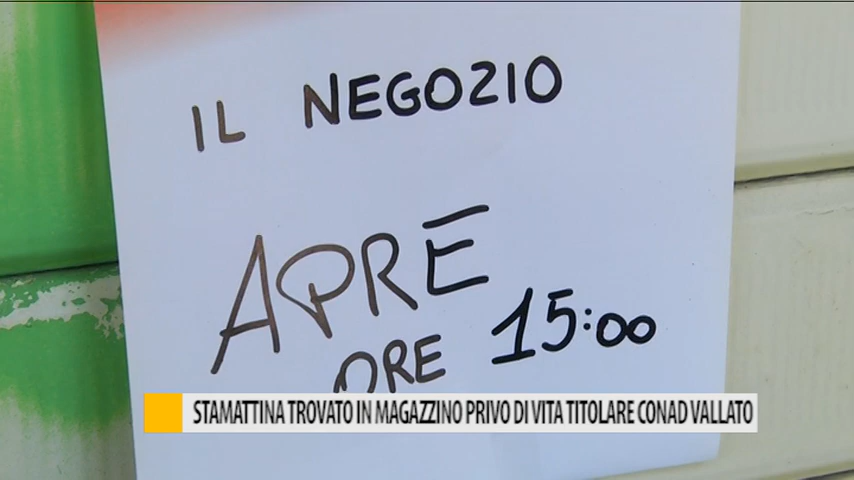 IL NEGOZIO
APRE
ORE 15:00
STAMATTINA TROVATO IN MAGAZZINO PRIVO DI VITA TITOLARE CONAD VALLATO